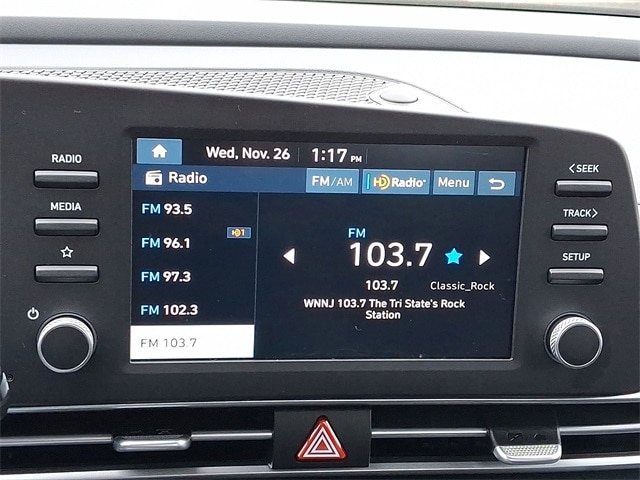 Wed, Nov. 26 1:17 PM
Radio FM/AM HD Radio Menu
RADIO
MEDIA
<SEEK
TRACK>
SETUP
FM 93.5
FM 96.1 HD1
FM 97.3
FM 102.3
FM 103.7
FM
103.7
103.7 Classic_Rock
WNNJ 103.7 The Tri State's Rock
Station